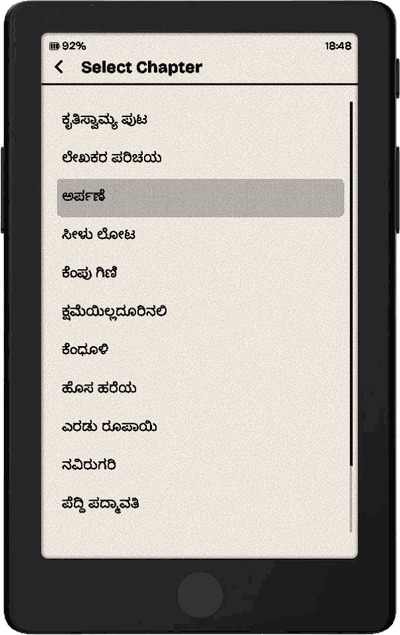 92%
18:48
Select Chapter
ಕೃತಿಸ್ವಾಮ್ಯ ಪುಟ
ಲೇಖಕರ ಪರಿಚಯ
ಅರ್ಪಣೆ
ಸೀಳು ಲೋಟ
ಕೆಂಪು ಗಿಣಿ
ಕ್ಷಮೆಯಿಲ್ಲದೂರಿನಲಿ
ಕೆಂಧೂಳಿ
ಹೊಸ ಹರೆಯ
ಎರಡು ರೂಪಾಯಿ
ನವಿರುಗರಿ
ಪೆದ್ದಿ ಪದ್ಮಾವತಿ